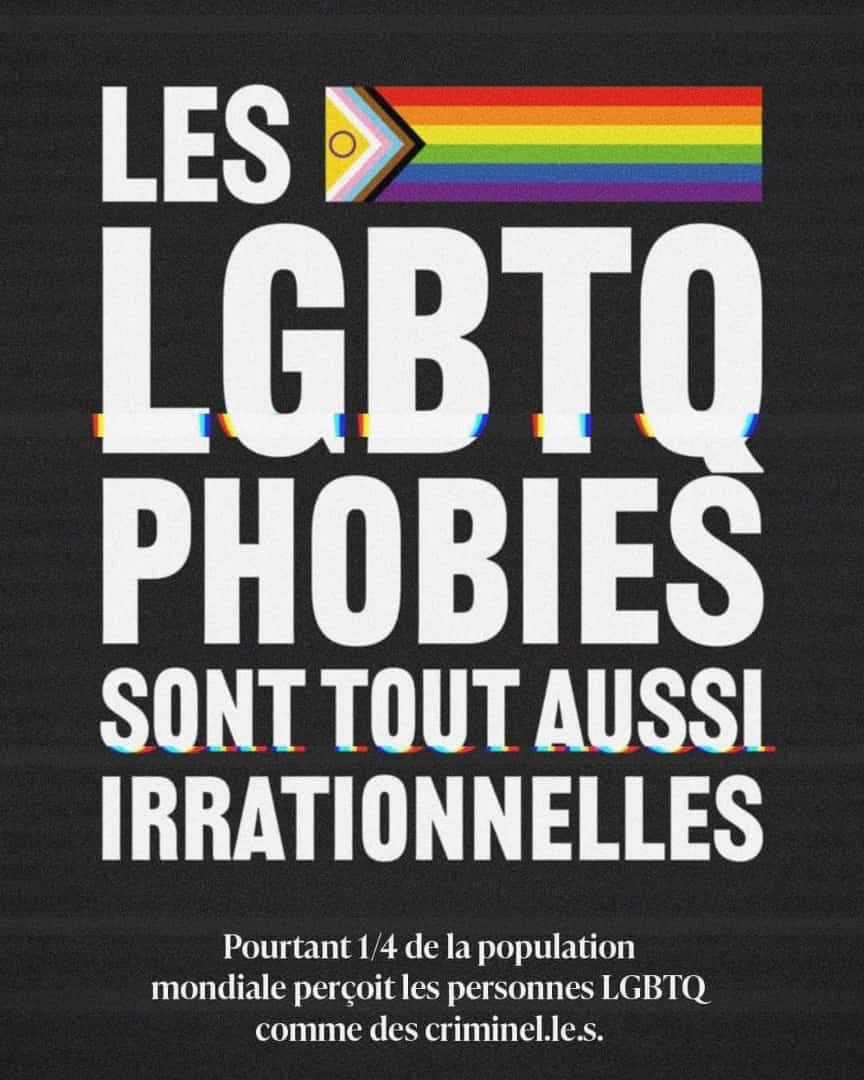 LES
LGBTQ
PHOBIES
SONT TOUT AUSSI
IRRATIONNELLES
Pourtant 1/4 de la population
mondiale perçoit les personnes LGBTQ
comme des criminel.le.s.